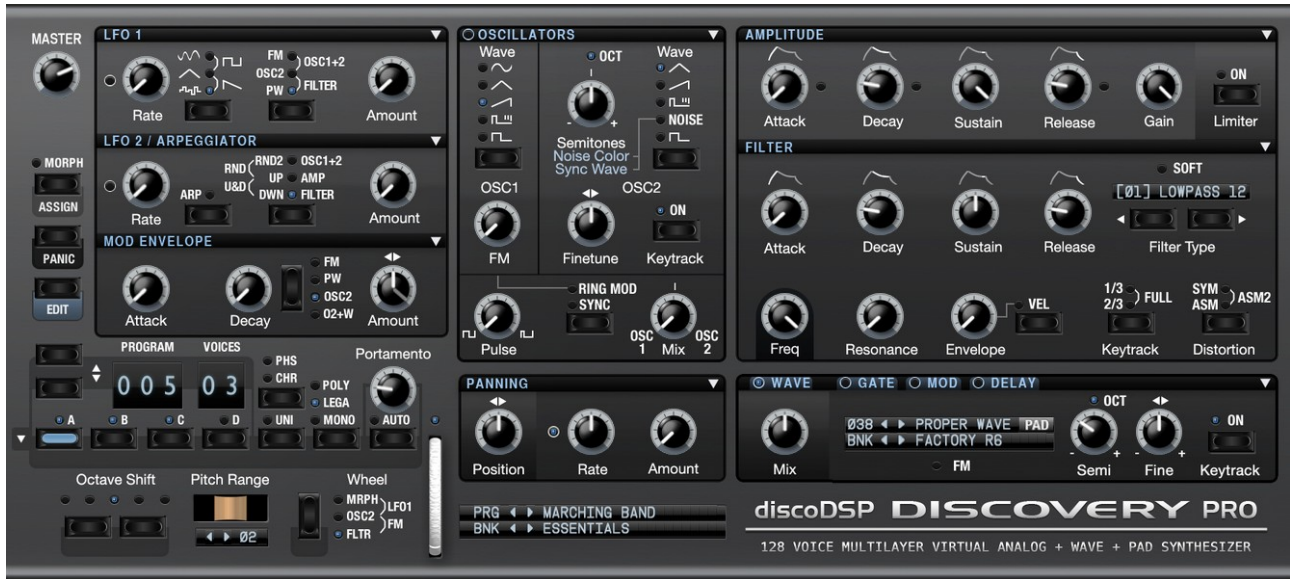 MASTER
LFO 1
FM
OSC1+2
OSC2
PW
FILTER
Rate
Amount
LFO 2 / ARPEGGIATOR
MORPH
ASSIGN
PANIC
EDIT
RND2
OSC1+2
RND
UP
AMP
U&D
DWN
FILTER
ARP
Rate
Amount
MOD ENVELOPE
FM
PW
OSC2
O2+W
Attack
Decay
Amount
PROGRAM
VOICES
Portamento
005
03
PHS
CHR
POLY
LEGA
A
B
C
D
UNI
MONO
AUTO
Octave Shift
Pitch Range
Wheel
02
MRPH
LFO1
OSC2
FM
FLTR
OSCILLATORS
Wave
OCT
Wave
- +
NOISE
Semitones
Noise Color
Sync Wave
OSC1
OSC2
ON
FM
Finetune
Keytrack
RING MOD
SYNC
Pulse
OSC 1
Mix
OSC 2
PANNING
Position
Rate
Amount
PRG MARCHING BAND
BNK ESSENTIALS
AMPLITUDE
ON
Attack
Decay
Sustain
Release
Gain
Limiter
FILTER
SOFT
[01] LOWPASS 12
Attack
Decay
Sustain
Release
Filter Type
VEL
1/3
2/3
FULL
SYM
ASM
ASM2
Freq
Resonance
Envelope
Keytrack
Distortion
WAVE
GATE
MOD
DELAY
OCT
038 PROPER WAVE PAD
BNK FACTORY R6
ON
FM
- +
- +
Mix
Semi
Fine
Keytrack
discoDSP DISCOVERY PRO
128 VOICE MULTILAYER VIRTUAL ANALOG + WAVE + PAD SYNTHESIZER